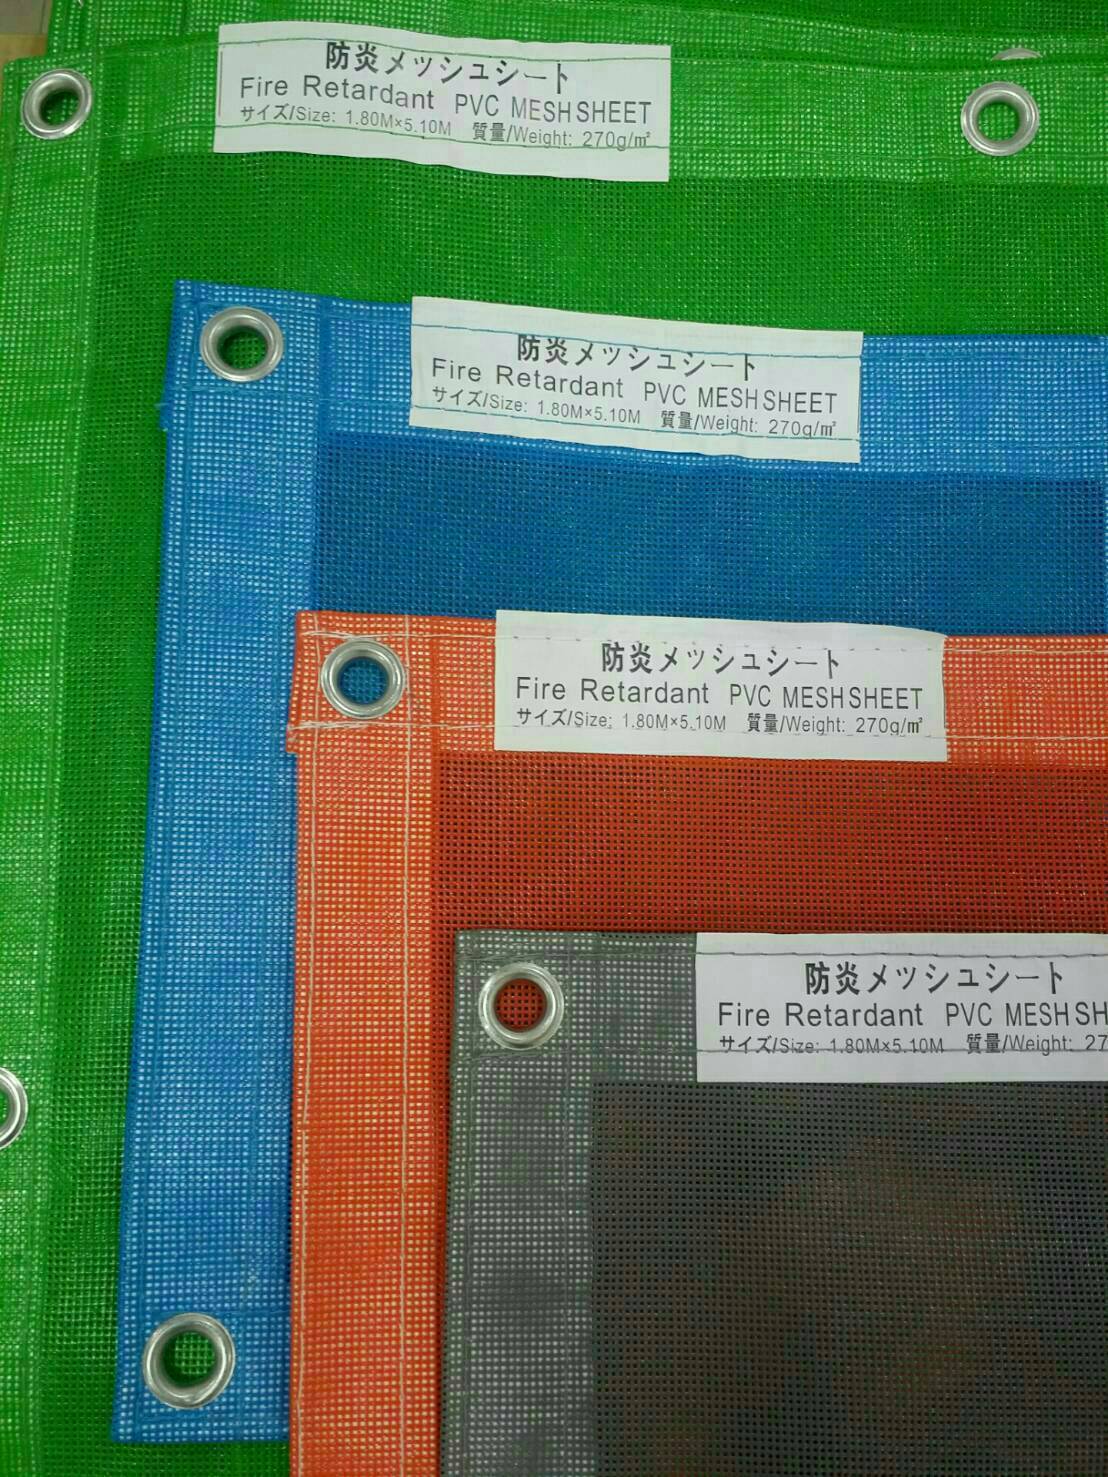 防炎メッシュシート
Fire Retardant PVC MESH SHEET
サイズ/Size: 1.80M×5.10M 質量/Weight: 270g/㎡
防炎メッシュシート
Fire Retardant PVC MESH SHEET
サイズ/Size: 1.80M×5.10M 質量/Weight: 270g/㎡
防炎メッシュシート
Fire Retardant PVC MESH SHEET
サイズ/Size: 1.80M×5.10M 質量/Weight: 270g/㎡
防炎メッシュシート
Fire Retardant PVC MESH SH
サイズ/Size: 1.80M×5.10M 質量/Weight: 27